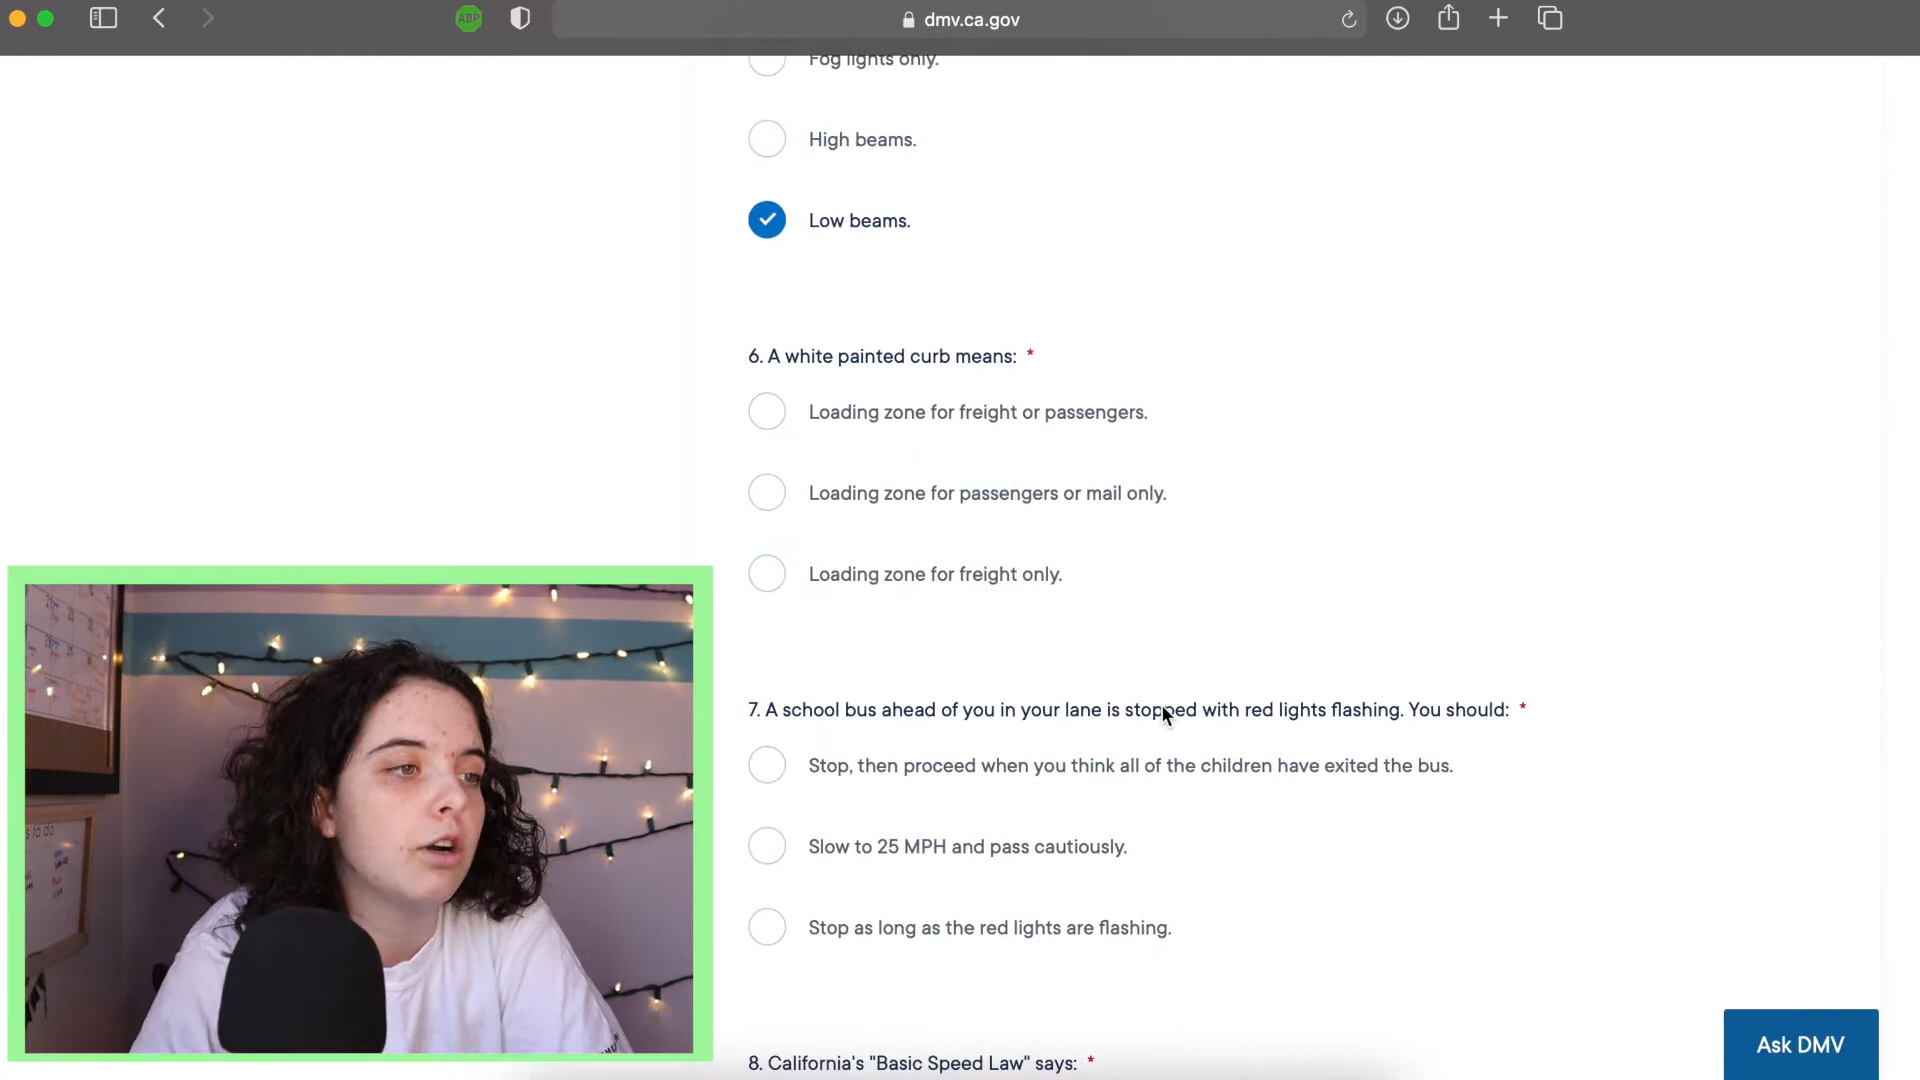 dmv.ca.gov
ABP
Fog lights only.
High beams.
Low beams.
6. A white painted curb means: *
Loading zone for freight or passengers.
Loading zone for passengers or mail only.
Loading zone for freight only.
7. A school bus ahead of you in your lane is stopped with red lights flashing. You should: *
Stop, then proceed when you think all of the children have exited the bus.
Slow to 25 MPH and pass cautiously.
Stop as long as the red lights are flashing.
8. California's "Basic Speed Law" says: *
Ask DMV
to do